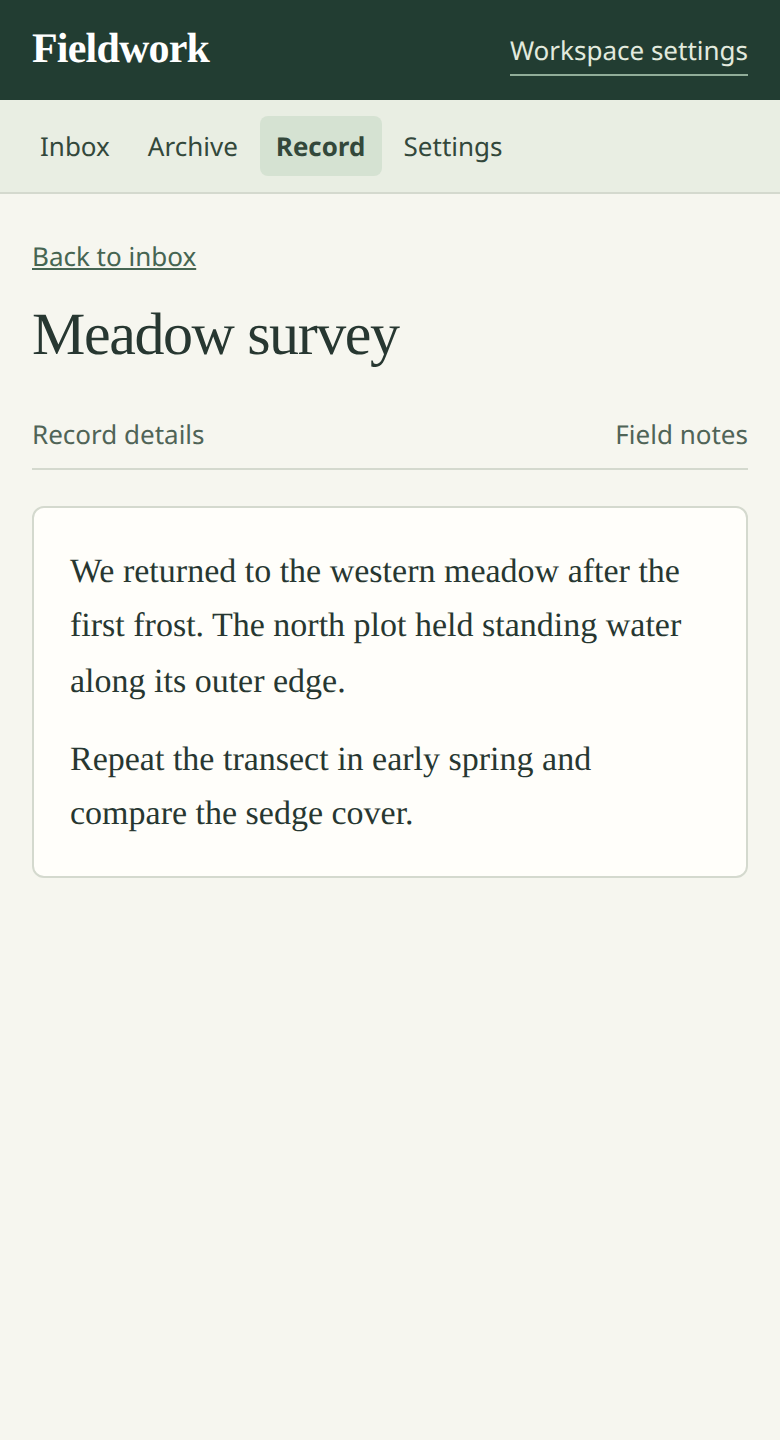 Fieldwork
Workspace settings
Inbox Archive Record Settings
Back to inbox
Meadow survey
Record details Field notes
We returned to the western meadow after the
first frost. The north plot held standing water
along its outer edge.
Repeat the transect in early spring and
compare the sedge cover.